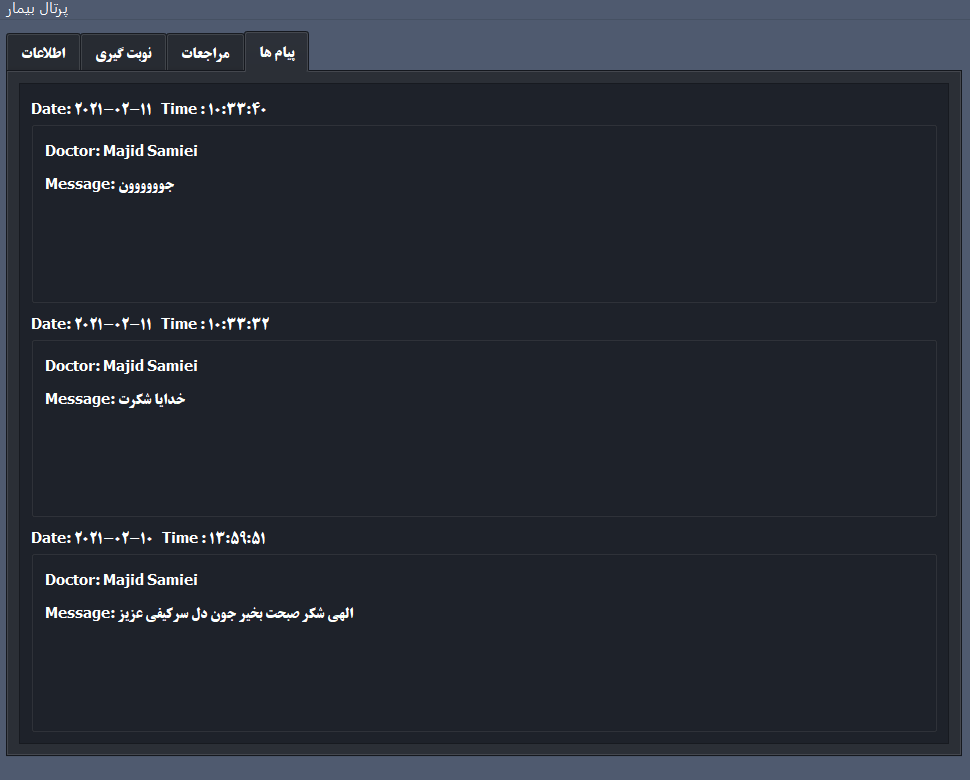 پرتال بیمار
اطلاعات نوبت گیری مراجعات پیام ها
Date: ۲۰۲۱-۰۲-۱۱ Time : ۱۰:۳۳:۴۰
Doctor: Majid Samiei
Message: جووووووون
Date: ۲۰۲۱-۰۲-۱۱ Time : ۱۰:۳۳:۳۲
Doctor: Majid Samiei
Message: خدایا شکرت
Date: ۲۰۲۱-۰۲-۱۰ Time : ۱۳:۵۹:۵۱
Doctor: Majid Samiei
Message: الهی شکر صبحت بخیر جون دل سرکیفی عزیز